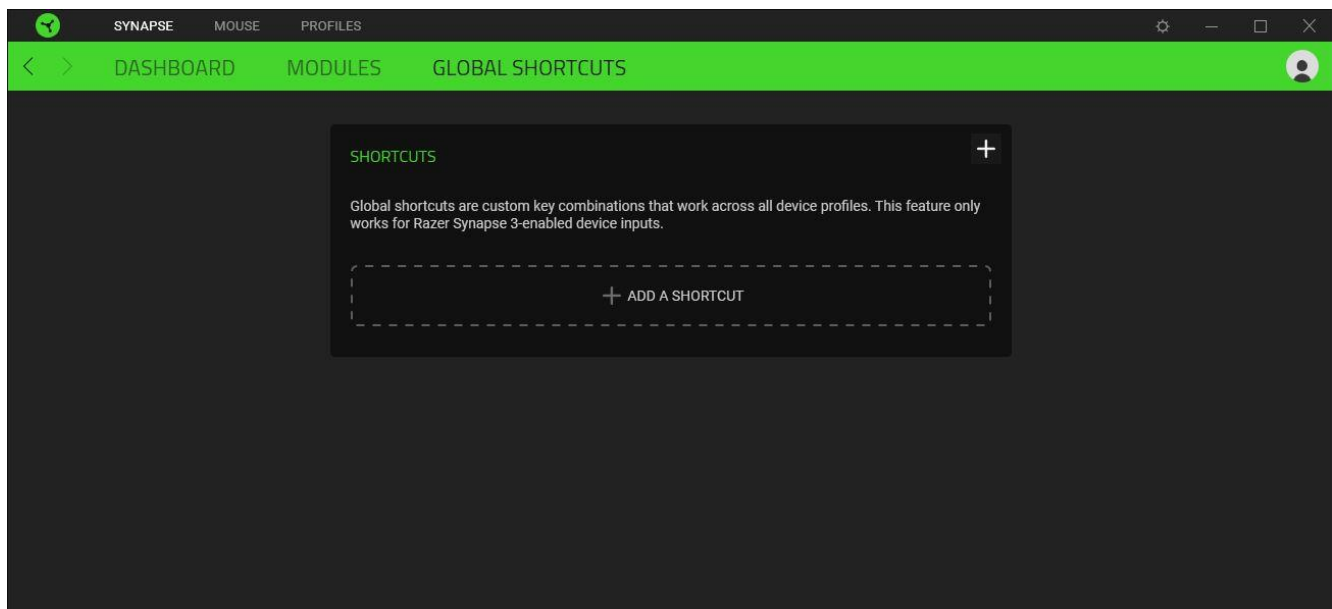 SYNAPSE MOUSE PROFILES
DASHBOARD MODULES GLOBAL SHORTCUTS
SHORTCUTS
Global shortcuts are custom key combinations that work across all device profiles. This feature only
works for Razer Synapse 3-enabled device inputs.
ADD A SHORTCUT